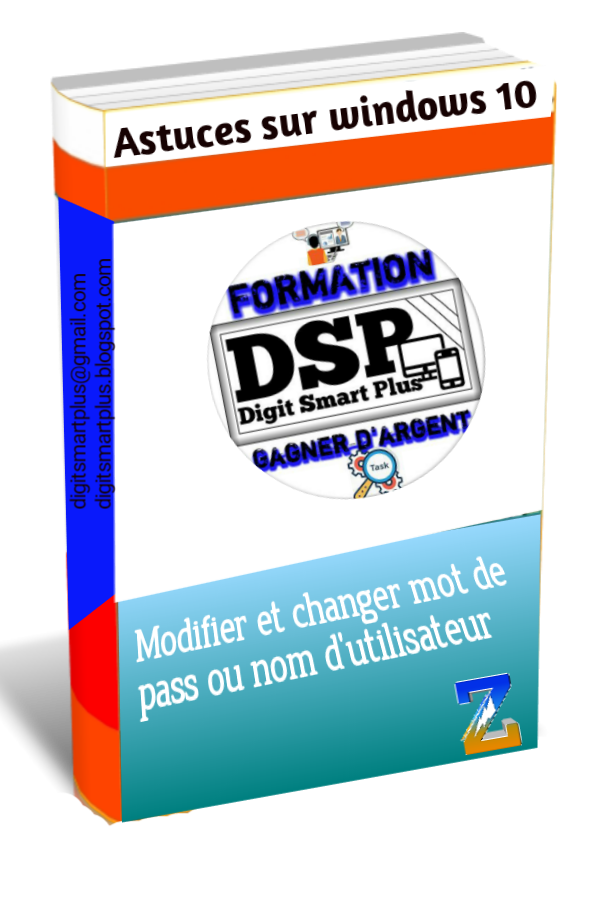 Astuces sur windows 10
FORMATION
DSP
Digit Smart Plus
GAGNER D'ARGENT
Task
Modifier et changer mot de
pass ou nom d'utilisateur
Z
digitsmartplus@gmail.com
digitsmartplus.blogspot.com